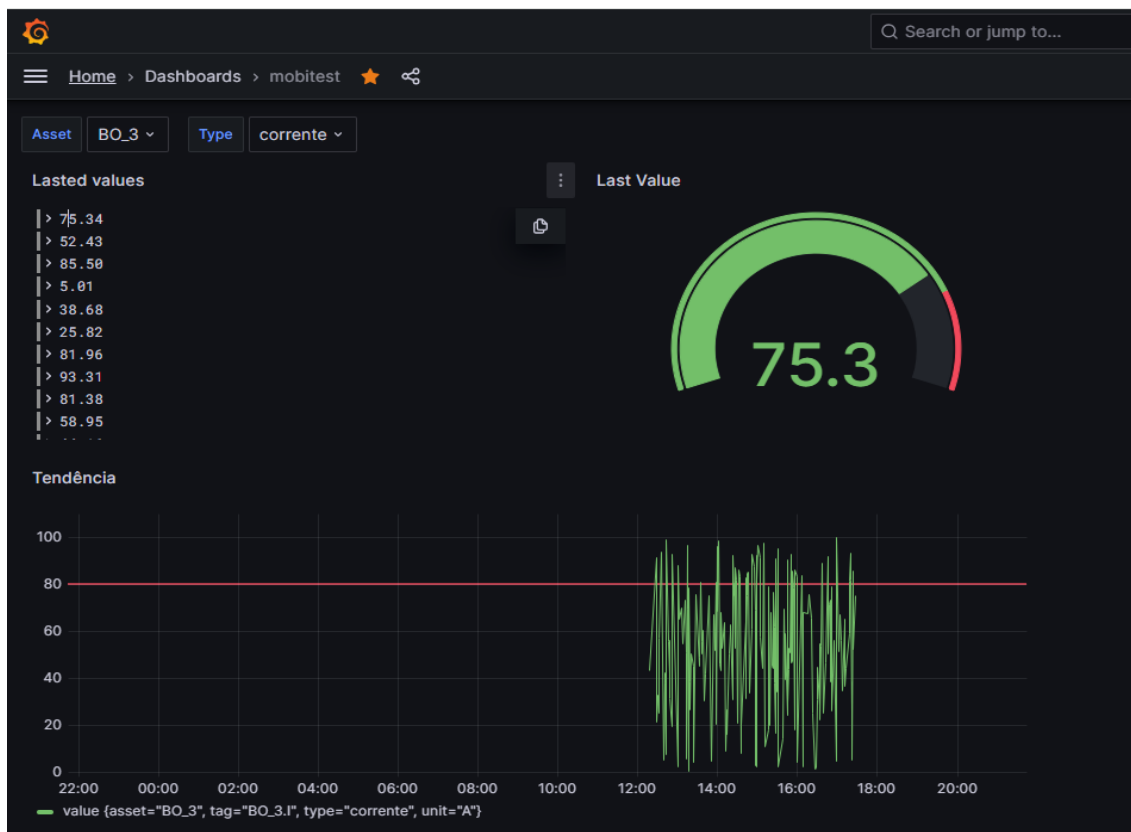 Search or jump to...
Home › Dashboards › mobitest
Asset BO_3 Type corrente
Lasted values
Last Value
> 75.34
> 52.43
> 85.50
> 5.01
> 38.68
> 25.82
> 81.96
> 93.31
> 81.38
> 58.95
75.3
Tendência
100
80
60
40
20
0
22:00 00:00 02:00 04:00 06:00 08:00 10:00 12:00 14:00 16:00 18:00 20:00
value {asset="BO_3", tag="BO_3.I", type="corrente", unit="A"}